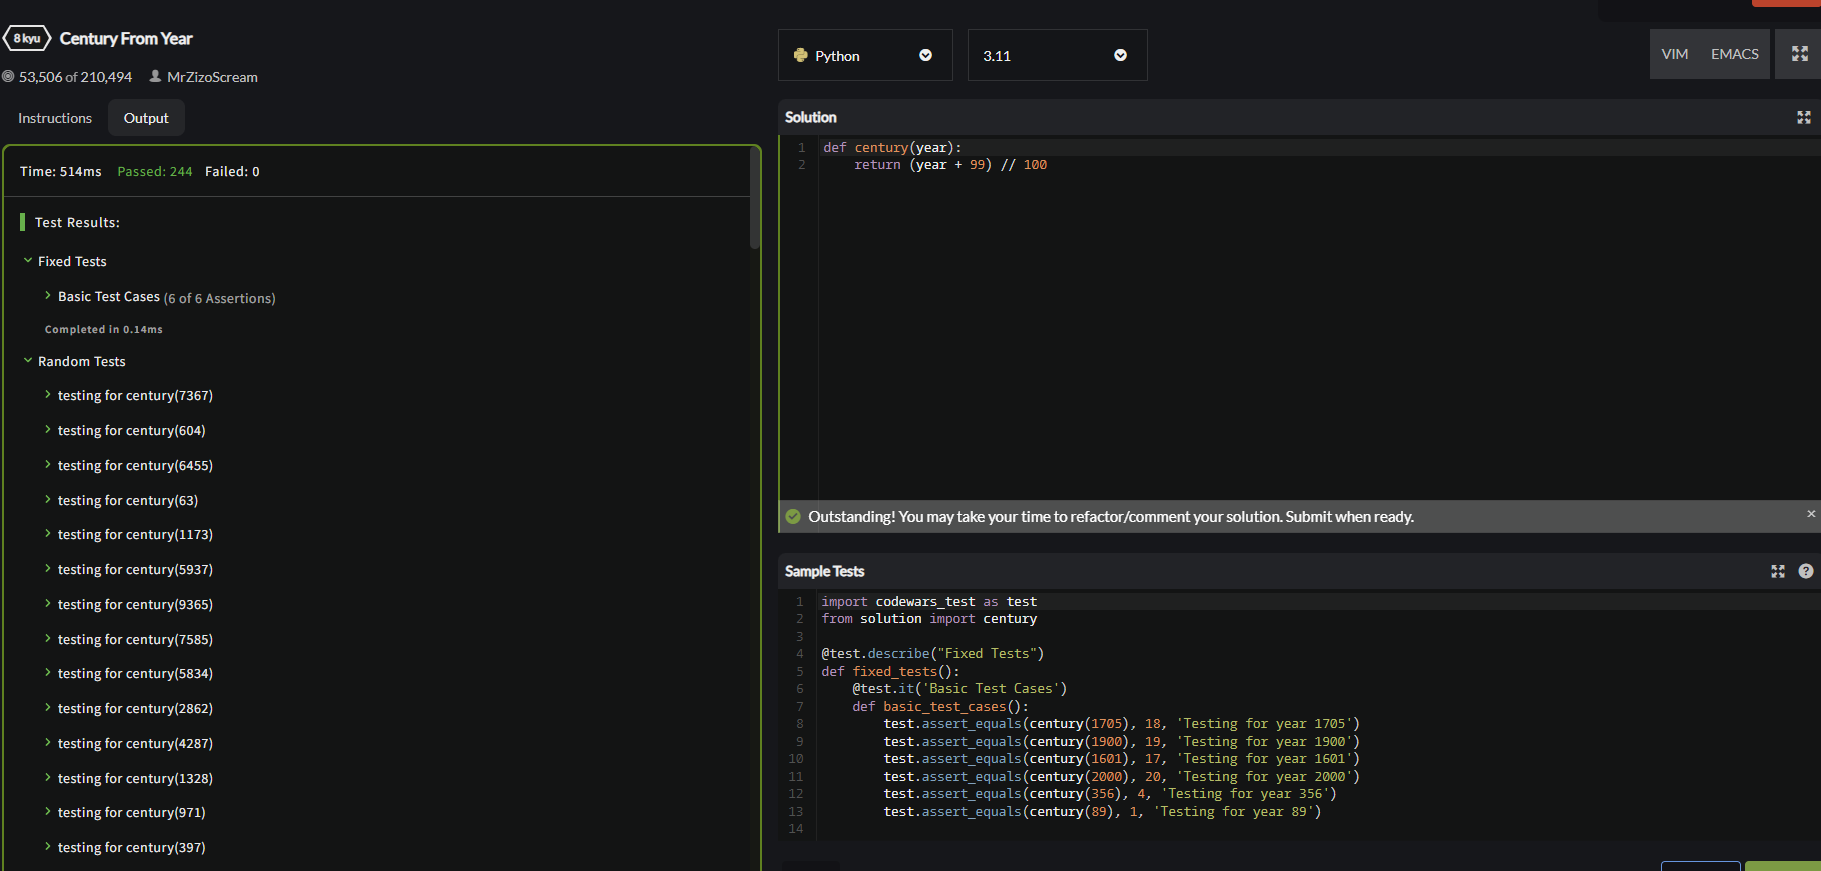 8 kyu Century From Year
53,506 of 210,494 MrZizoScream
Instructions Output
Time: 514ms Passed: 244 Failed: 0
Test Results:
Fixed Tests
Basic Test Cases (6 of 6 Assertions)
Completed in 0.14ms
Random Tests
testing for century(7367)
testing for century(604)
testing for century(6455)
testing for century(63)
testing for century(1173)
testing for century(5937)
testing for century(9365)
testing for century(7585)
testing for century(5834)
testing for century(2862)
testing for century(4287)
testing for century(1328)
testing for century(971)
testing for century(397)
Python 3.11 VIM EMACS
Solution
1 def century(year):
2     return (year + 99) // 100
Outstanding! You may take your time to refactor/comment your solution. Submit when ready. ×
Sample Tests ?
1 import codewars_test as test
2 from solution import century
3
4 @test.describe("Fixed Tests")
5 def fixed_tests():
6     @test.it('Basic Test Cases')
7     def basic_test_cases():
8         test.assert_equals(century(1705), 18, 'Testing for year 1705')
9         test.assert_equals(century(1900), 19, 'Testing for year 1900')
10         test.assert_equals(century(1601), 17, 'Testing for year 1601')
11         test.assert_equals(century(2000), 20, 'Testing for year 2000')
12         test.assert_equals(century(356), 4, 'Testing for year 356')
13         test.assert_equals(century(89), 1, 'Testing for year 89')
14